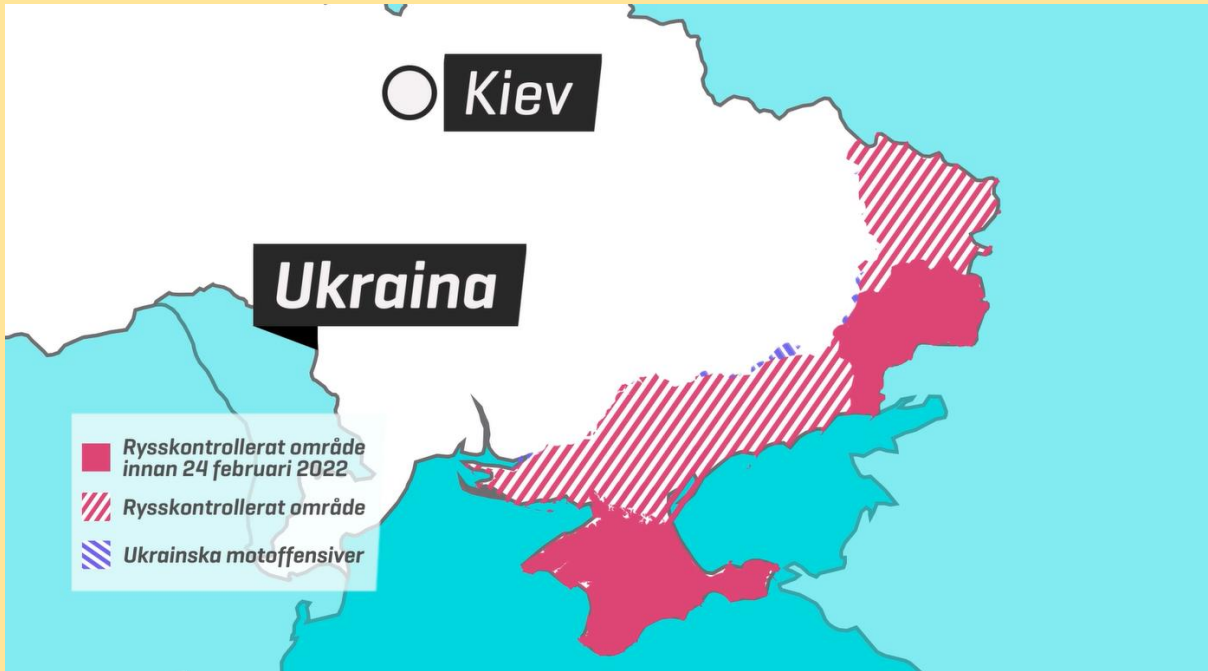 Kiev
Ukraina
Rysskontrollerat område
innan 24 februari 2022
Rysskontrollerat område
Ukrainska motoffensiver